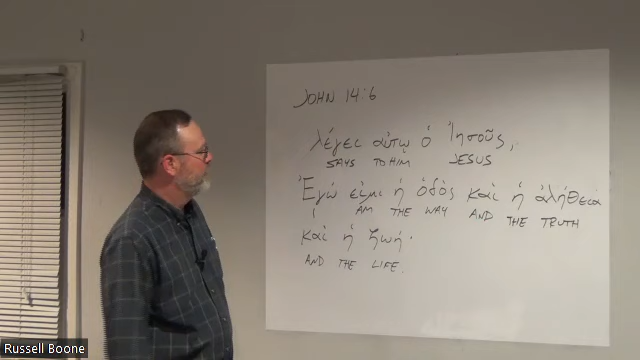 JOHN 14:6
λέγει αὐτῷ ὁ Ἰησοῦς,
SAYS TO HIM JESUS
Ἐγώ εἰμι ἡ ὁδὸς καὶ ἡ ἀλήθεια
I AM THE WAY AND THE TRUTH
καὶ ἡ ζωή·
AND THE LIFE.
Russell Boone